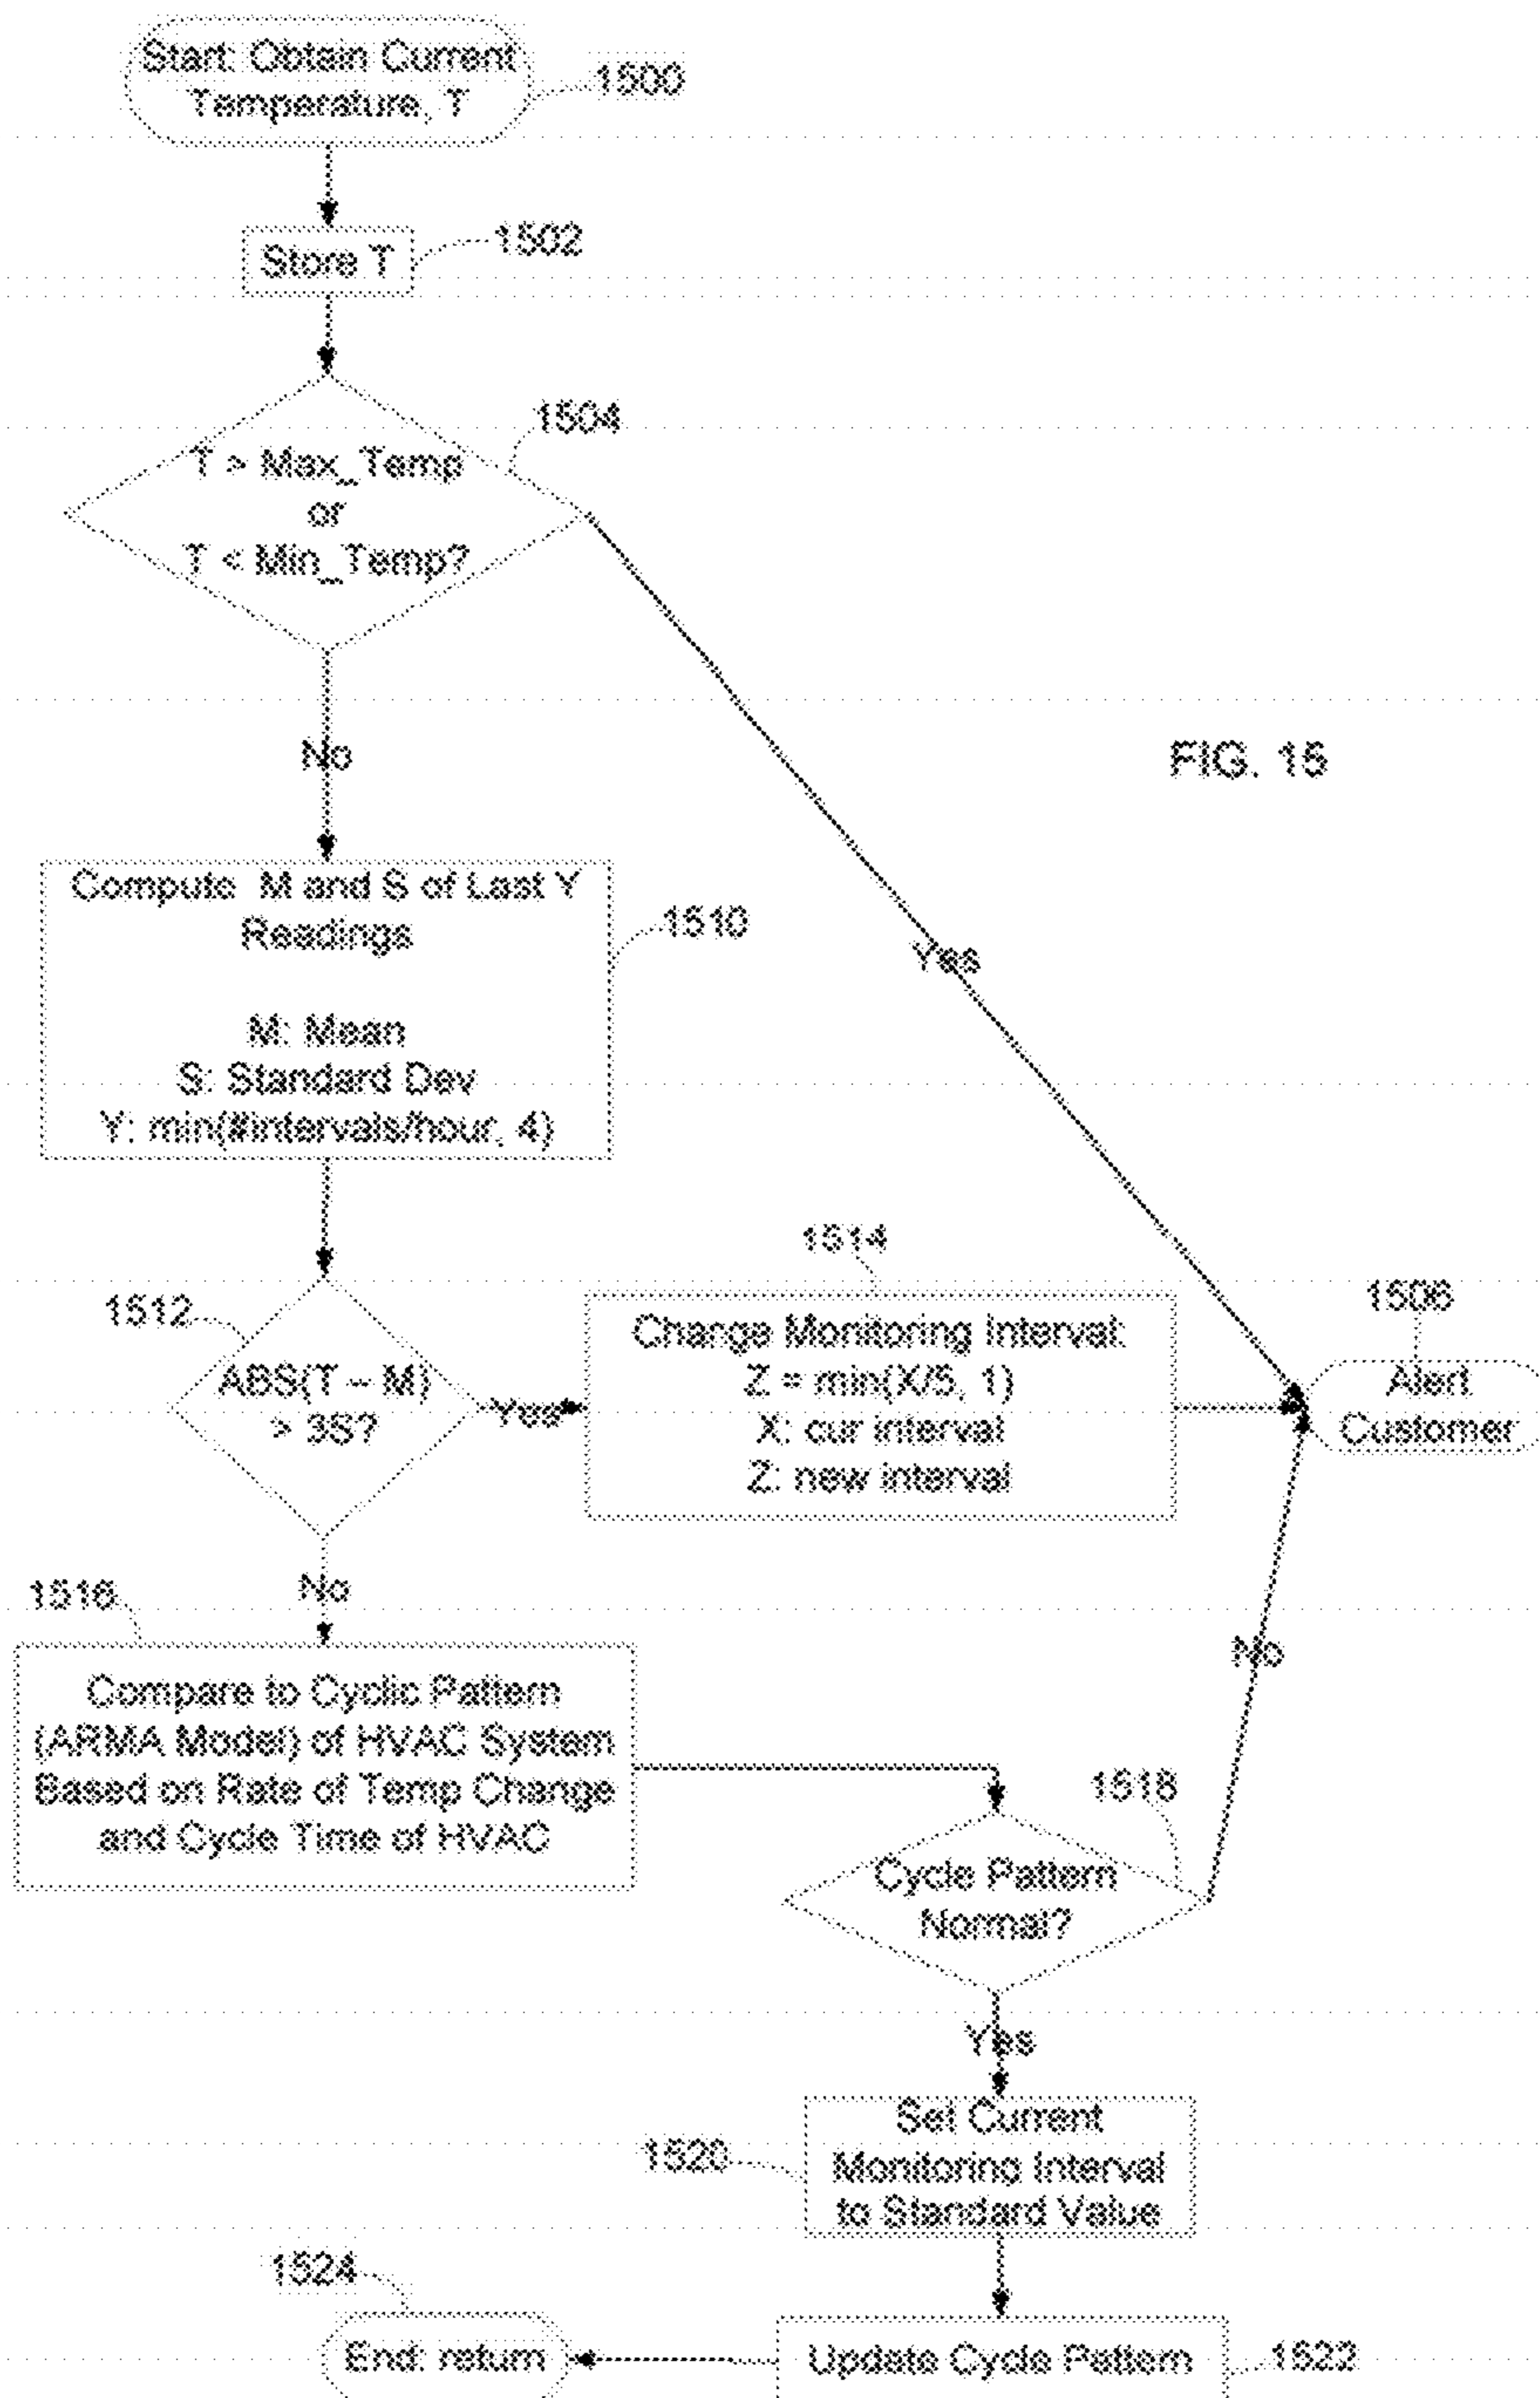 Start: Obtain Current
Temperature, T
1500
Store T
1502
1504
T > Max_Temp
or
T < Min_Temp?
No
Yes
FIG. 15
Compute M and S of Last Y
Readings
M: Mean
S: Standard Dev
Y: min(#intervals/hour, 4)
1510
1512
ABS(T – M)
> 3S?
Yes
1514
Change Monitoring Interval:
Z = min(X/5, 1)
X: cur interval
Z: new interval
1506
Alert
Customer
No
1516
Compare to Cyclic Pattern
(ARMA Model) of HVAC System
Based on Rate of Temp Change
and Cycle Time of HVAC
1518
Cycle Pattern
Normal?
No
Yes
1520
Set Current
Monitoring Interval
to Standard Value
1524
End: return
Update Cycle Pattern
1522